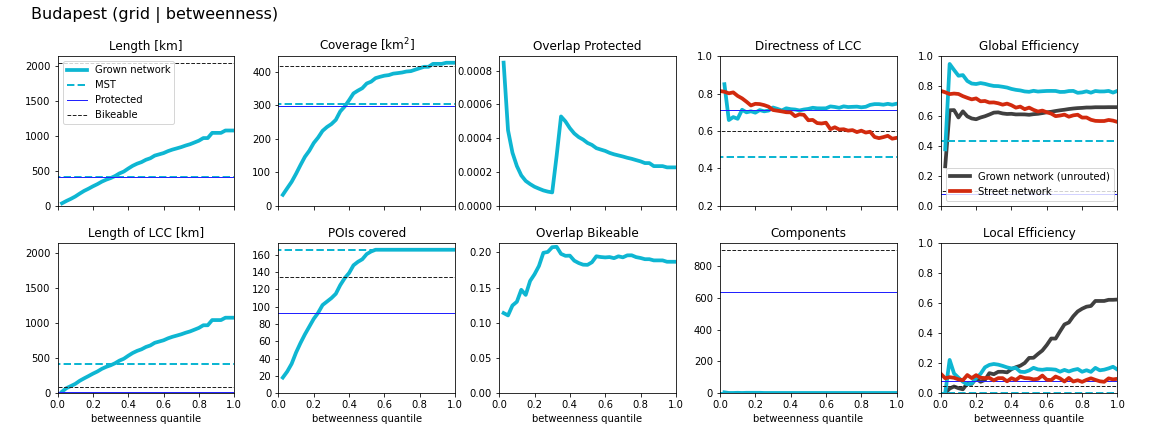 Budapest (grid | betweenness)
Length [km]
2000
1500
1000
500
0
Grown network
MST
Protected
Bikeable
Coverage [km²]
400
300
200
100
0
Overlap Protected
0.0008
0.0006
0.0004
0.0002
0.0000
Directness of LCC
1.0
0.8
0.6
0.4
0.2
Global Efficiency
1.0
0.8
0.6
0.4
0.2
0.0
Grown network (unrouted)
Street network
Length of LCC [km]
2000
1500
1000
500
0
0.0 0.2 0.4 0.6 0.8 1.0
betweenness quantile
POIs covered
160
140
120
100
80
60
40
20
0
0.0 0.2 0.4 0.6 0.8 1.0
betweenness quantile
Overlap Bikeable
0.20
0.15
0.10
0.05
0.00
0.0 0.2 0.4 0.6 0.8 1.0
betweenness quantile
Components
800
600
400
200
0
0.0 0.2 0.4 0.6 0.8 1.0
betweenness quantile
Local Efficiency
1.0
0.8
0.6
0.4
0.2
0.0
0.0 0.2 0.4 0.6 0.8 1.0
betweenness quantile